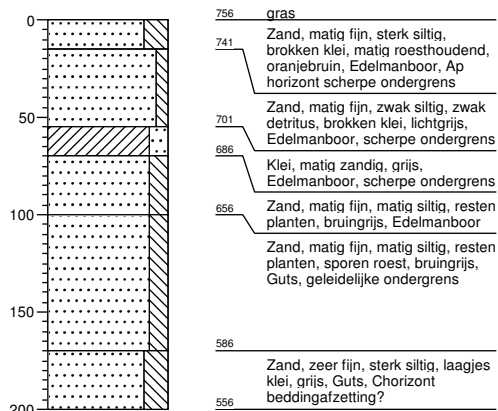 0
50
100
150
200
756
gras
741
Zand, matig fijn, sterk siltig,
brokken klei, matig roesthoudend,
oranjebruin, Edelmanboor, Ap
horizont scherpe ondergrens
701
Zand, matig fijn, zwak siltig, zwak
detritus, brokken klei, lichtgrijs,
Edelmanboor, scherpe ondergrens
686
Klei, matig zandig, grijs,
Edelmanboor, scherpe ondergrens
656
Zand, matig fijn, matig siltig, resten
planten, bruingrijs, Edelmanboor
Zand, matig fijn, matig siltig, resten
planten, sporen roest, bruingrijs,
Guts, geleidelijke ondergrens
586
Zand, zeer fijn, sterk siltig, laagjes
klei, grijs, Guts, Chorizont
beddingafzetting?
556